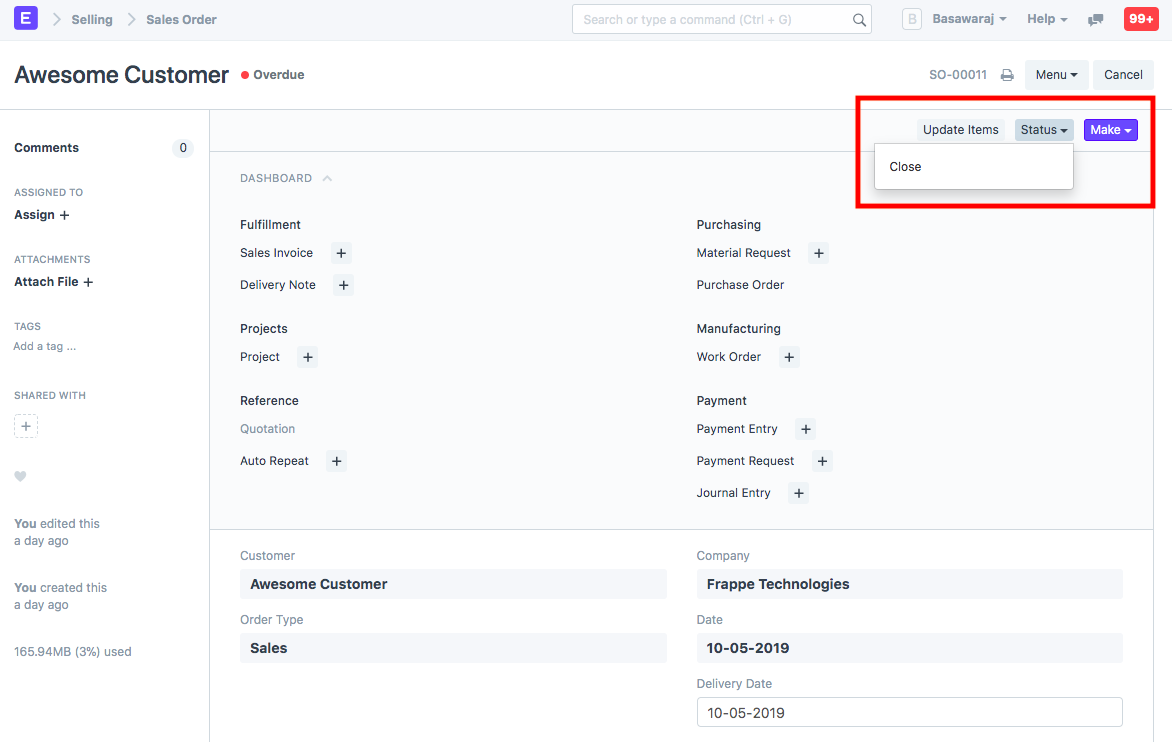 E Selling Sales Order Search or type a command (Ctrl + G) B Basawaraj Help 99+
Awesome Customer Overdue SO-00011 Menu Cancel
Update Items Status Make
Close
Comments 0
ASSIGNED TO
Assign +
ATTACHMENTS
Attach File +
TAGS
Add a tag ...
SHARED WITH
+
You edited this
a day ago
You created this
a day ago
165.94MB (3%) used
DASHBOARD
Fulfillment
Sales Invoice +
Delivery Note +
Projects
Project +
Reference
Quotation
Auto Repeat +
Purchasing
Material Request +
Purchase Order
Manufacturing
Work Order +
Payment
Payment Entry +
Payment Request +
Journal Entry +
Customer
Awesome Customer
Order Type
Sales
Company
Frappe Technologies
Date
10-05-2019
Delivery Date
10-05-2019